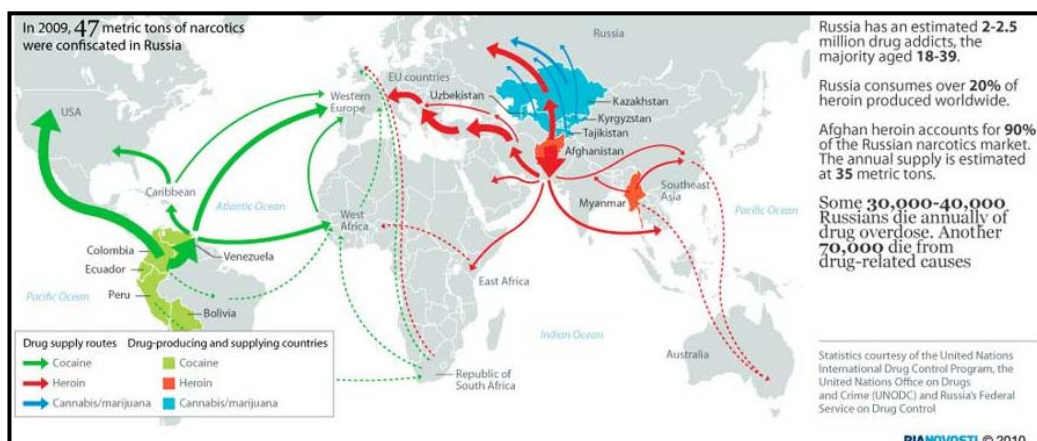 In 2009, 47 metric tons of narcotics
were confiscated in Russia
Russia
USA
EU countries
Western
Europe
Uzbekistan
Kazakhstan
Kyrgyzstan
Tajikistan
Afghanistan
Caribbean
Atlantic Ocean
West
Africa
Myanmar
Southeast
Asia
Pacific Ocean
Colombia
Venezuela
Ecuador
East Africa
Pacific Ocean
Peru
Bolivia
Indian Ocean
Australia
Republic of
South Africa
Drug supply routes
Cocaine
Heroin
Cannabis/marijuana
Drug-producing and supplying countries
Cocaine
Heroin
Cannabis/marijuana
Russia has an estimated 2-2.5
million drug addicts, the
majority aged 18-39.
Russia consumes over 20% of
heroin produced worldwide.
Afghan heroin accounts for 90%
of the Russian narcotics market.
The annual supply is estimated
at 35 metric tons.
Some 30,000-40,000
Russians die annually of
drug overdose. Another
70,000 die from
drug-related causes
Statistics courtesy of the United Nations
International Drug Control Program, the
United Nations Office on Drugs
and Crime (UNODC) and Russia's Federal
Service on Drug Control
RIANOVOSTI © 2010